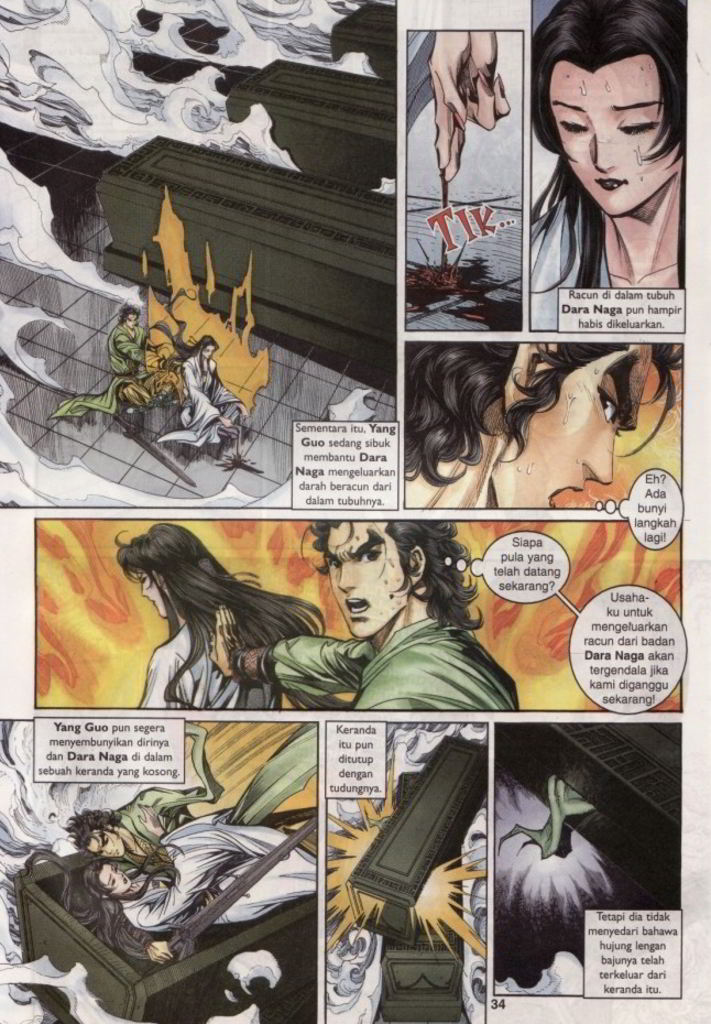 Sementara itu, Yang
Guo sedang sibuk
membantu Dara
Naga mengeluarkan
darah beracun dari
dalam tubuhnya.
TIK...
Racun di dalam tubuh
Dara Naga pun hampir
habis dikeluarkan.
Eh?
Ada
bunyi
langkah
lagi!
Siapa
pula yang
telah datang
sekarang?
Usaha-
ku untuk
mengeluarkan
racun dari badan
Dara Naga akan
tergendala jika
kami diganggu
sekarang!
Yang Guo pun segera
menyembunyikan dirinya
dan Dara Naga di dalam
sebuah keranda yang kosong.
Keranda
itu pun
ditutup
dengan
tudungnya.
Tetapi dia tidak
menyedari bahawa
hujung lengan
bajunya telah
terkeluar dari
keranda itu.
34